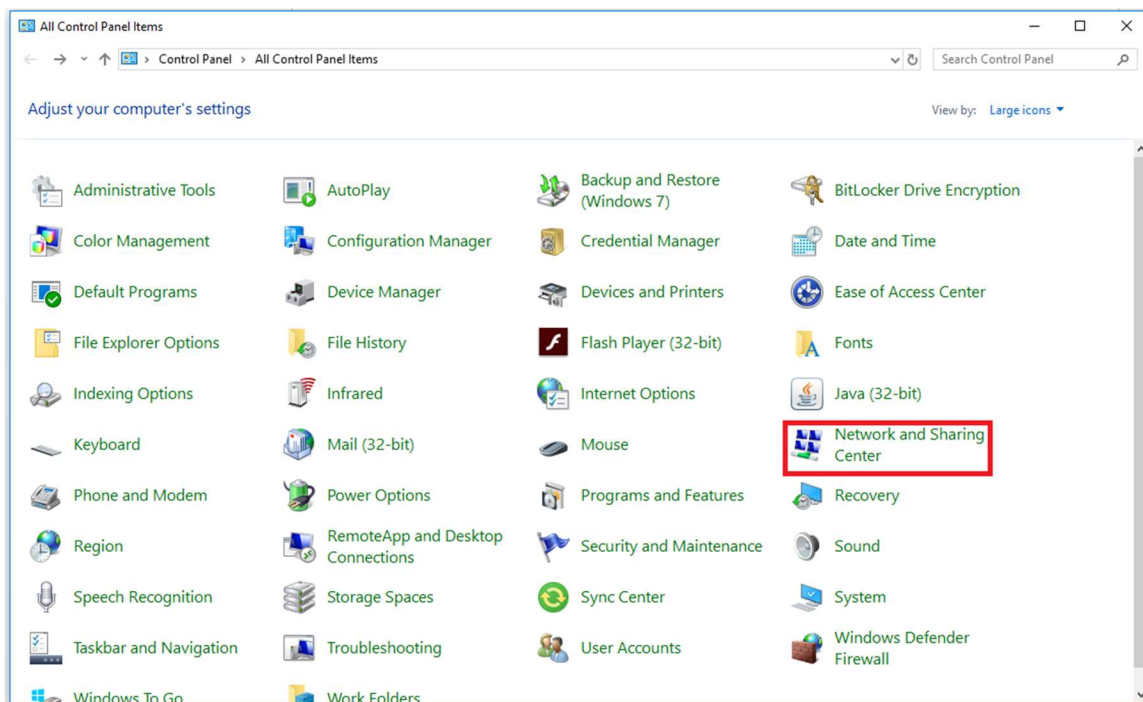 All Control Panel Items
Control Panel > All Control Panel Items
Search Control Panel
Adjust your computer's settings
View by: Large icons
Administrative Tools
AutoPlay
Backup and Restore
(Windows 7)
BitLocker Drive Encryption
Color Management
Configuration Manager
Credential Manager
Date and Time
Default Programs
Device Manager
Devices and Printers
Ease of Access Center
File Explorer Options
File History
Flash Player (32-bit)
Fonts
Indexing Options
Infrared
Internet Options
Java (32-bit)
Keyboard
Mail (32-bit)
Mouse
Network and Sharing
Center
Phone and Modem
Power Options
Programs and Features
Recovery
Region
RemoteApp and Desktop
Connections
Security and Maintenance
Sound
Speech Recognition
Storage Spaces
Sync Center
System
Taskbar and Navigation
Troubleshooting
User Accounts
Windows Defender
Firewall
Windows To Go
Work Folders